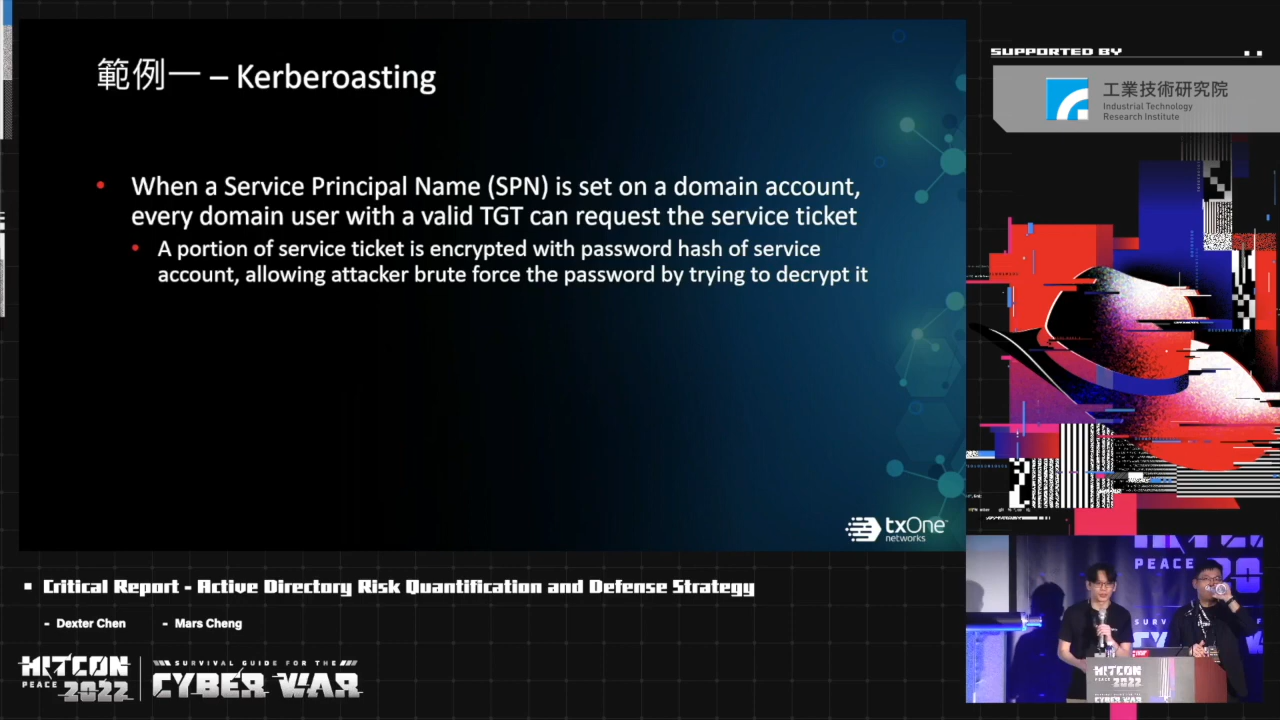 範例一 – Kerberoasting
• When a Service Principal Name (SPN) is set on a domain account,
every domain user with a valid TGT can request the service ticket
• A portion of service ticket is encrypted with password hash of service
account, allowing attacker brute force the password by trying to decrypt it
txOne
networks
SUPPORTED BY
工業技術研究院
Industrial Technology
Research Institute
Critical Report - Active Directory Risk Quantification and Defense Strategy
- Dexter Chen - Mars Cheng
HITCON
PEACE 2022
SURVIVAL GUIDE FOR THE
CYBER WAR
PEACE
HITCON
PEACE 2022